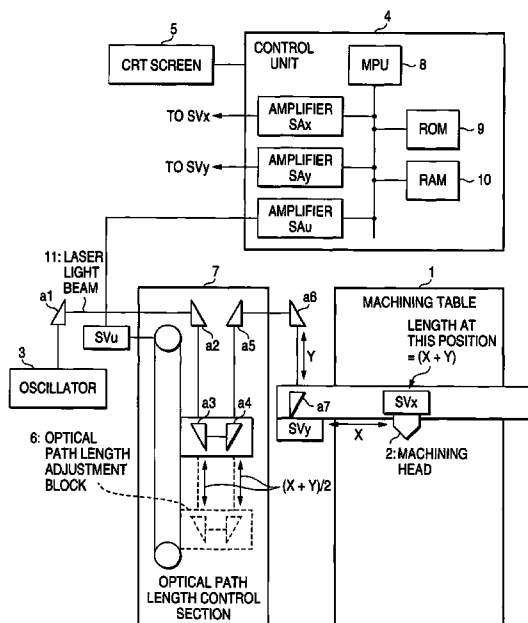 5
CRT SCREEN
4
CONTROL
UNIT
MPU
8
TO SVx
AMPLIFIER
SAx
ROM
9
TO SVy
AMPLIFIER
SAy
RAM
10
AMPLIFIER
SAu
11: LASER
LIGHT
BEAM
a1
3
OSCILLATOR
SVu
7
a2
a5
a6
a3
a4
6: OPTICAL
PATH LENGTH
ADJUSTMENT
BLOCK
(X + Y)/2
OPTICAL PATH
LENGTH CONTROL
SECTION
1
MACHINING TABLE
LENGTH AT
THIS POSITION
= (X + Y)
Y
a7
SVx
SVy
X
2: MACHINING
HEAD